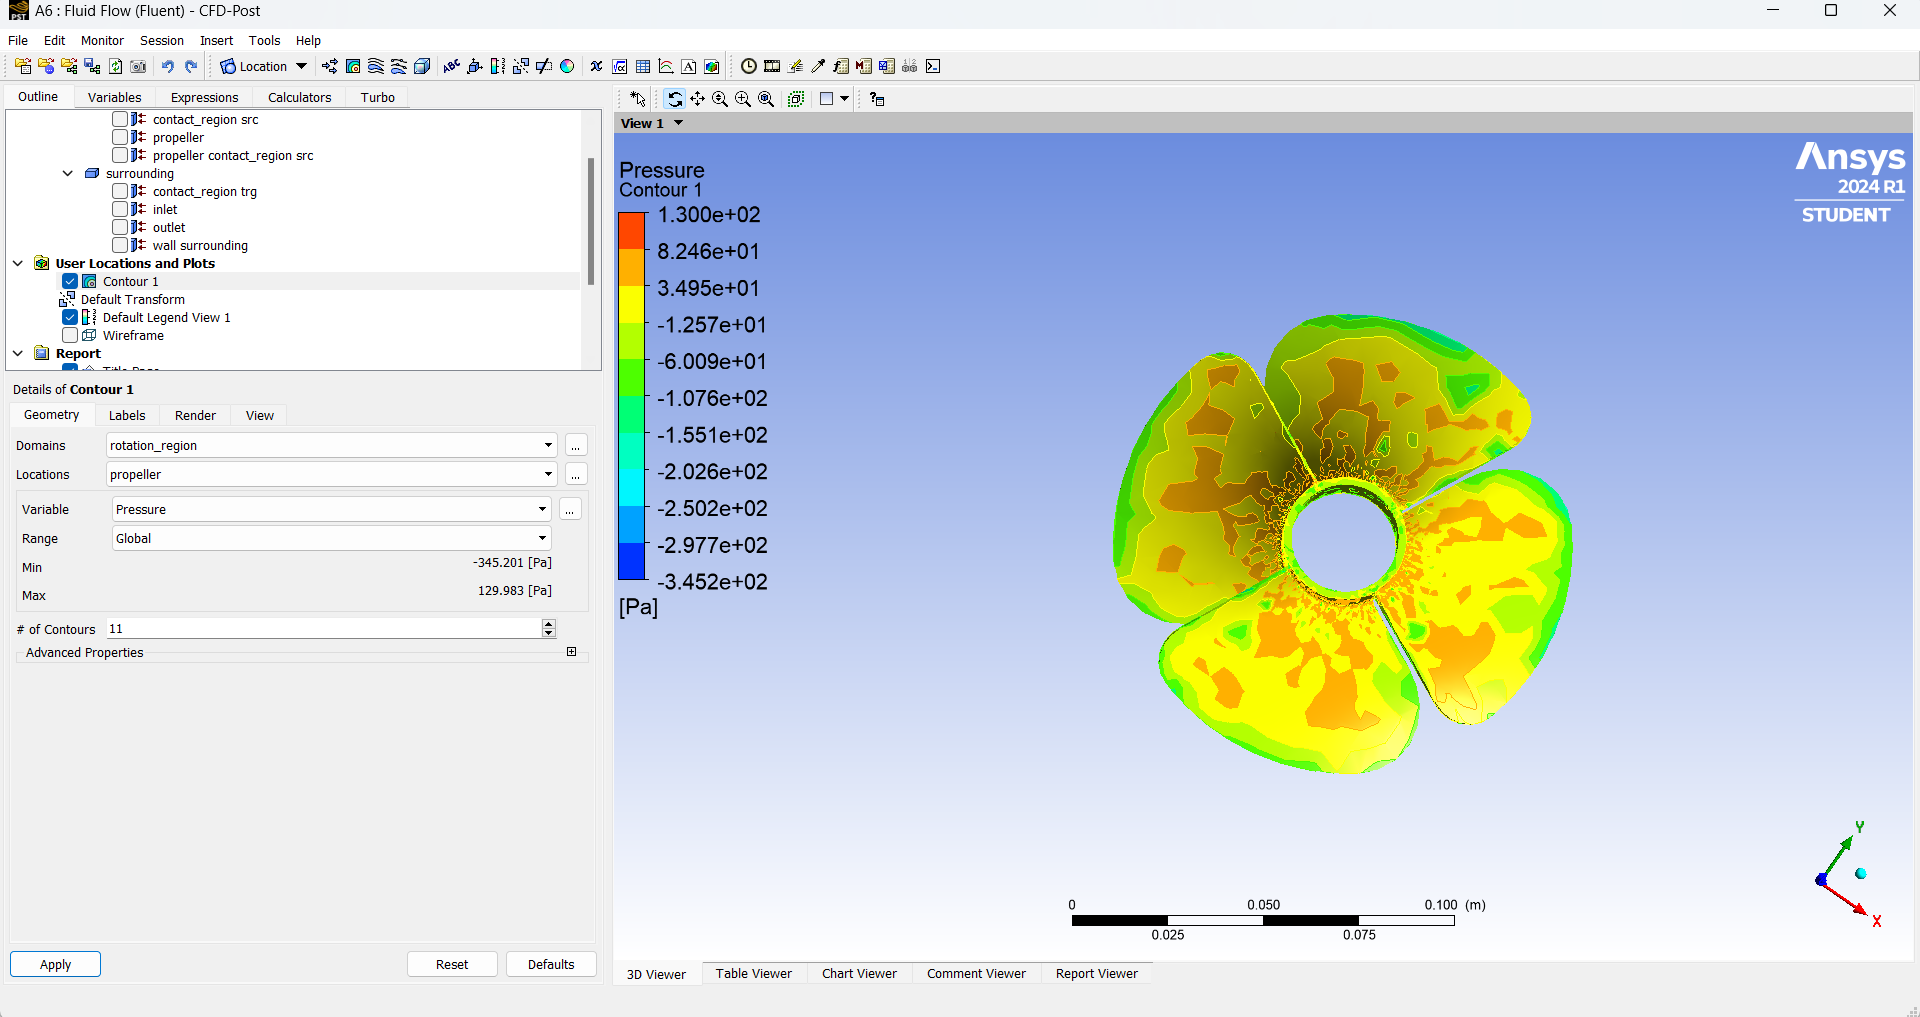 A6 : Fluid Flow (Fluent) - CFD-Post
File Edit Monitor Session Insert Tools Help
Location
Outline Variables Expressions Calculators Turbo
contact_region src
propeller
propeller contact_region src
surrounding
contact_region trg
inlet
outlet
wall surrounding
User Locations and Plots
Contour 1
Default Transform
Default Legend View 1
Wireframe
Report
Details of Contour 1
Geometry Labels Render View
Domains rotation_region ...
Locations propeller ...
Variable Pressure ...
Range Global
Min -345.201 [Pa]
Max 129.983 [Pa]
# of Contours 11
Advanced Properties
Apply Reset Defaults
View 1
Pressure
Contour 1
1.300e+02
8.246e+01
3.495e+01
-1.257e+01
-6.009e+01
-1.076e+02
-1.551e+02
-2.026e+02
-2.502e+02
-2.977e+02
-3.452e+02
[Pa]
Ansys
2024 R1
STUDENT
Y
X
0 0.050 0.100 (m)
0.025 0.075
3D Viewer Table Viewer Chart Viewer Comment Viewer Report Viewer